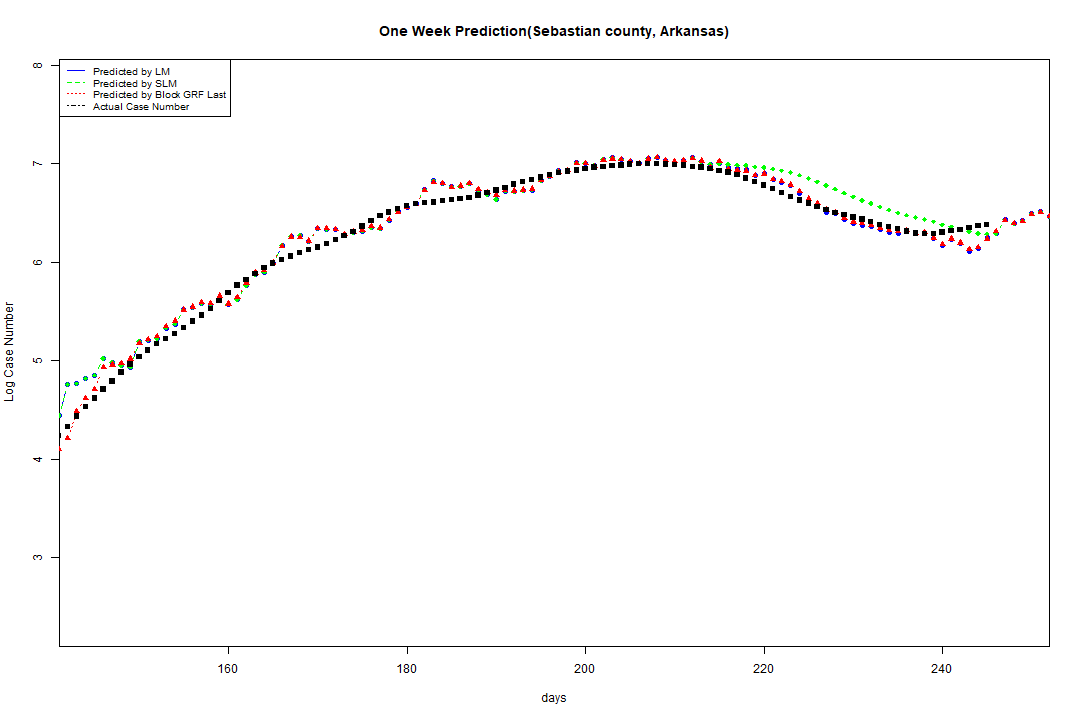 One Week Prediction(Sebastian county, Arkansas)
Predicted by LM
Predicted by SLM
Predicted by Block GRF Last
Actual Case Number
8
7
6
5
4
3
Log Case Number
160 180 200 220 240
days